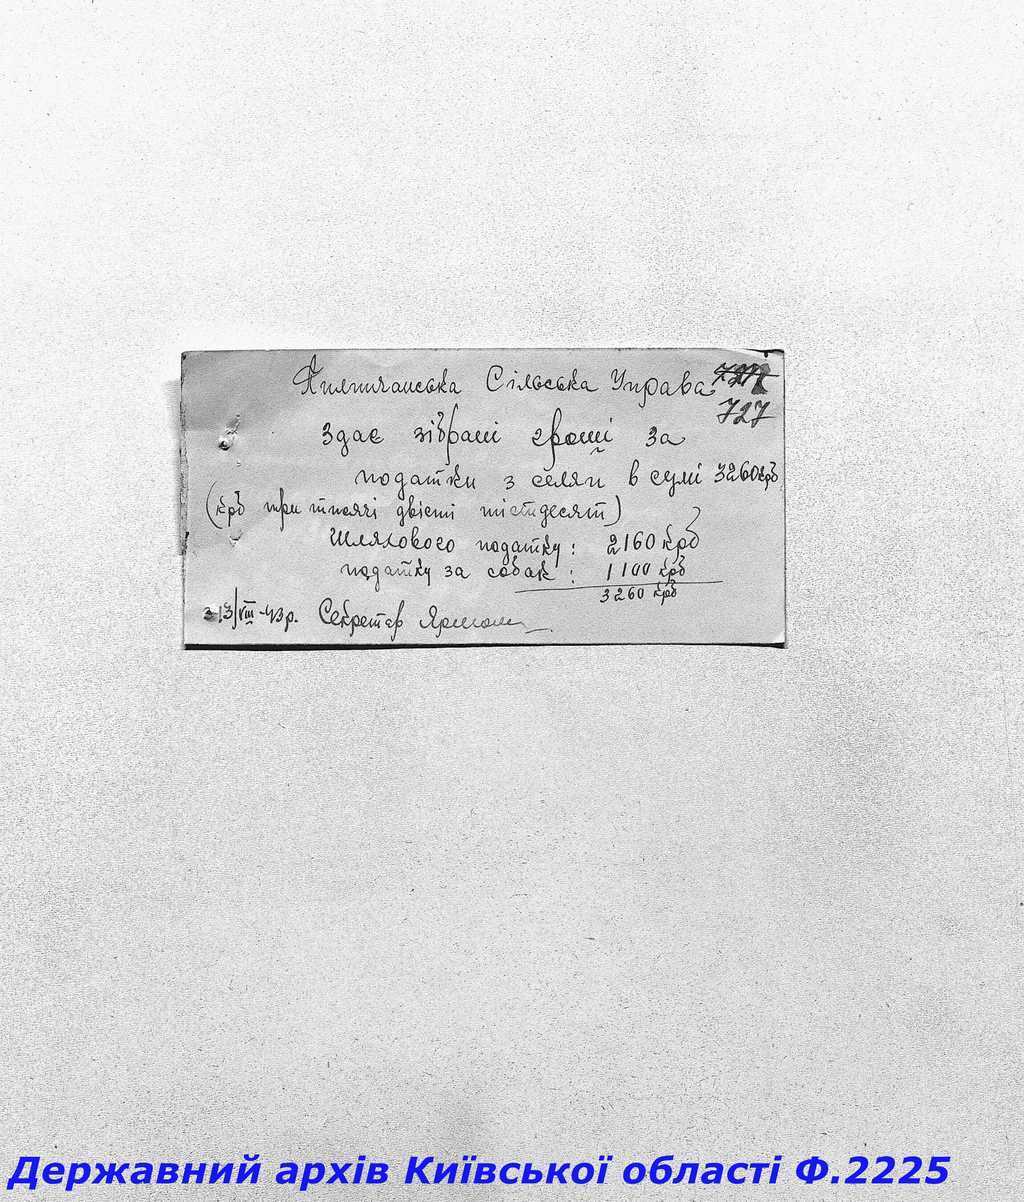 Пилипчанська Сільська Управа
727
здає зібрані гроші за
податки з селян в сумі 3260 крб
(крб три тисячі двісті шістдесят)
Шляхового податку: 2160 крб
податку за собак: 1100 крб
3260 крб
/VIII-43р. Секретар
Державний архів Київської області Ф.2225